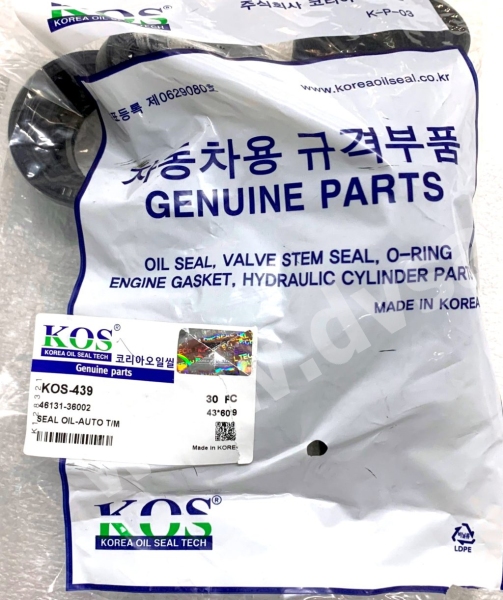 KOS®
KOREA OIL SEAL TECH
주식회사 코리아
K-P-03
www.koreaoilseal.co.kr
등록 제0629080호
자동차용 규격부품
GENUINE PARTS
OIL SEAL, VALVE STEM SEAL, O-RING
ENGINE GASKET, HYDRAULIC CYLINDER PART
MADE IN KOREA
KOS®
KOREA OIL SEAL TECH
코리아오일씰
Genuine parts
KOS-439
46131-36002
SEAL OIL-AUTO T/M
30 PC
43*60*9
Made in KORE
KOS®
KOREA OIL SEAL TECH
LDPE